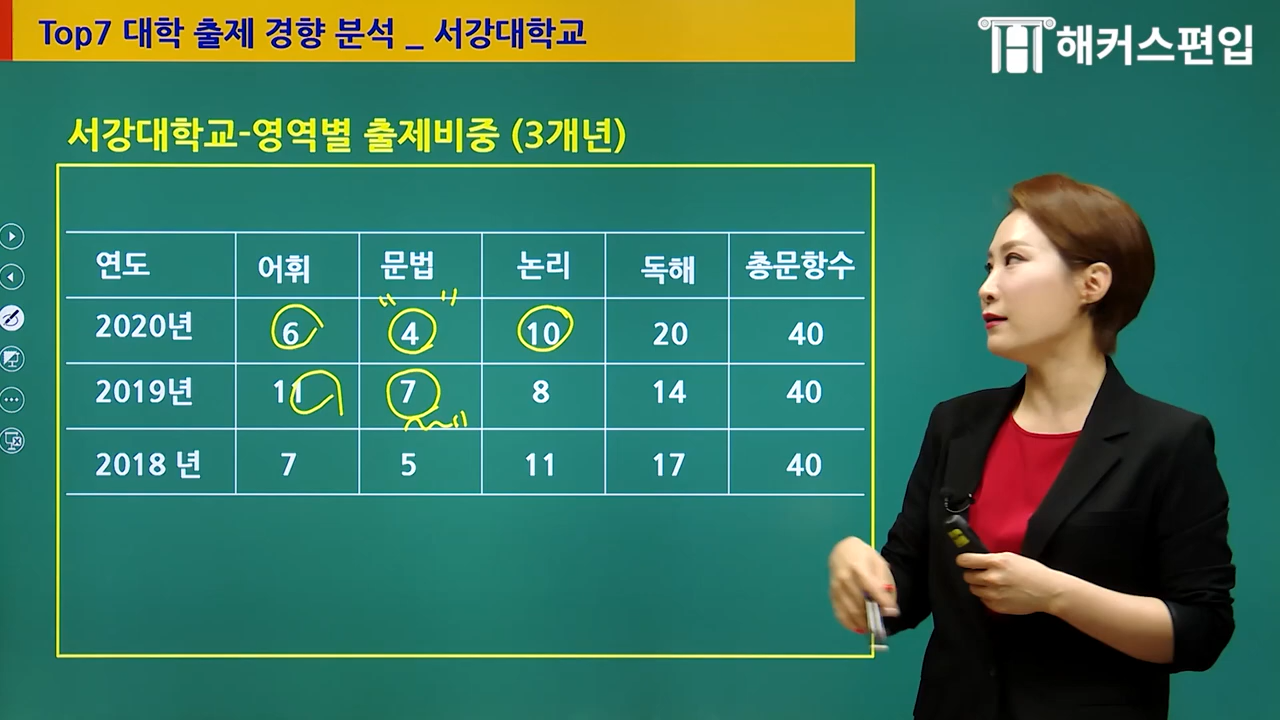 Top7 대학 출제 경향 분석 _ 서강대학교
해커스편입
서강대학교-영역별 출제비중 (3개년)
연도 어휘 문법 논리 독해 총문항수
2020년 6 4 10 20 40
2019년 11 7 8 14 40
2018 년 7 5 11 17 40